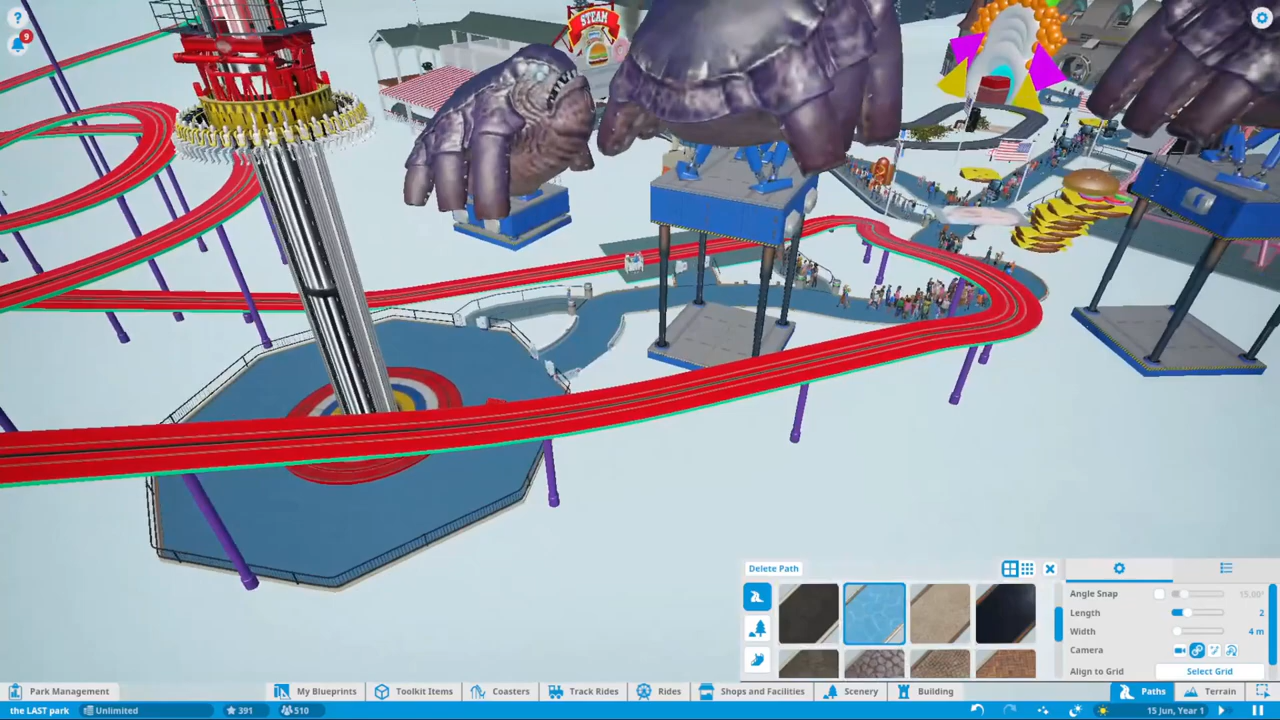 ?
9
STEAM
Delete Path
Angle Snap 15.00°
Length 2
Width 4 m
Camera
Align to Grid Select Grid
Park Management My Blueprints Toolkit Items Coasters Track Rides Rides Shops and Facilities Scenery Building Paths Terrain
the LAST park Unlimited 391 510 15 Jun, Year 1